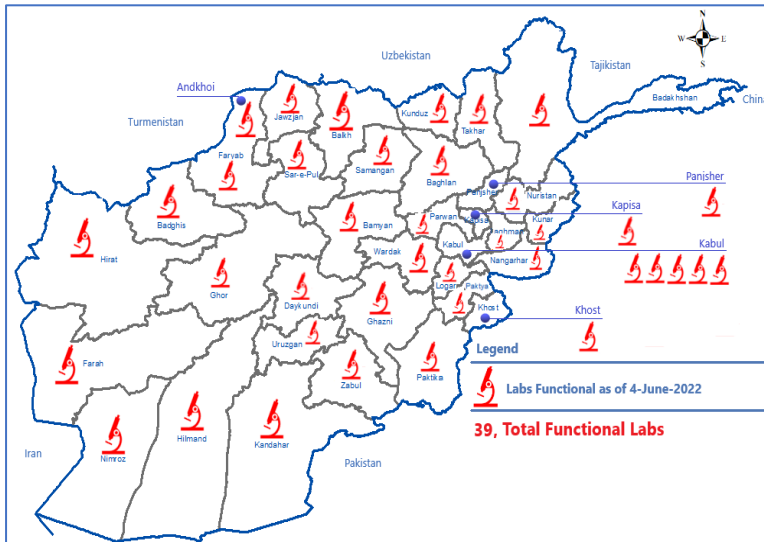 N
W E
S
Uzbekistan
Tajikistan
China
Turmenistan
Andkhoi
Badakhshan
Jawzjan
Balkh
Kunduz
Takhar
Faryab
Sar-e-Pul
Samangan
Baghlan
Panjsher
Panjsher
Nuristan
Badghis
Bamyan
Parwan
Kapisa
Kapisa
Kunar
Laghman
Hirat
Wardak
Kabul
Kabul
Nangarhar
Ghor
Daykundi
Ghazni
Logar
Paktya
Khost
Khost
Uruzgan
Farah
Zabul
Paktika
Legend
Labs Functional as of 4-June-2022
39, Total Functional Labs
Nimroz
Hilmand
Kandahar
Iran
Pakistan